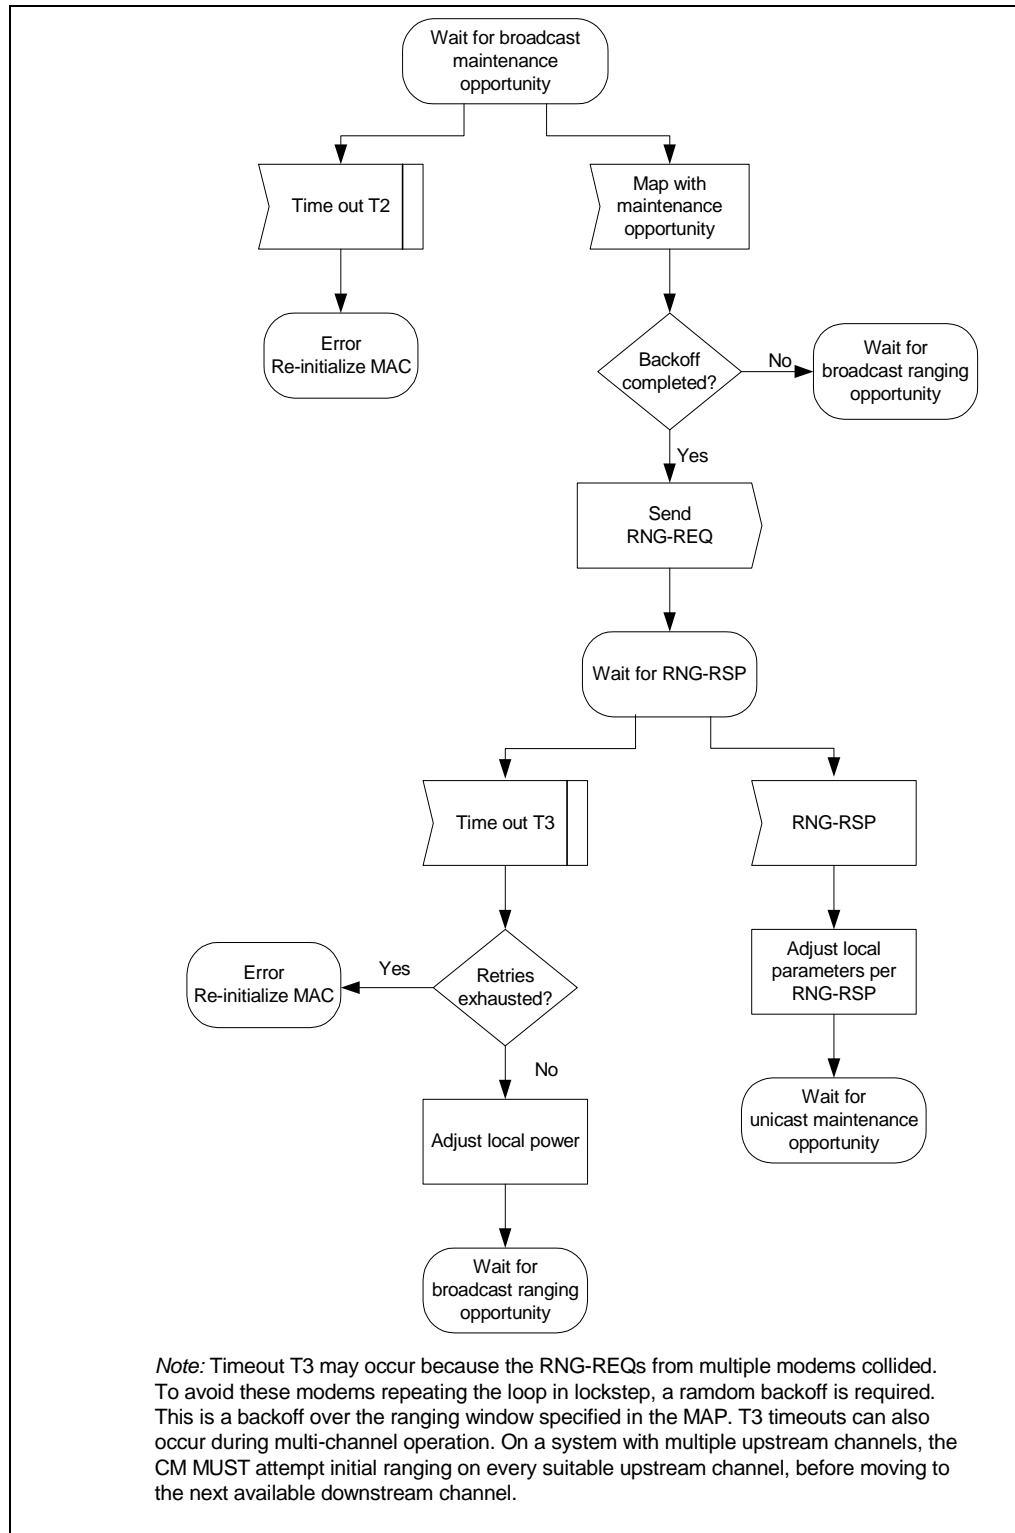 Wait for broadcast
maintenance
opportunity
Time out T2
Map with
maintenance
opportunity
Error
Re-initialize MAC
Backoff
completed?
No
Wait for
broadcast ranging
opportunity
Yes
Send
RNG-REQ
Wait for RNG-RSP
Time out T3
RNG-RSP
Error
Re-initialize MAC
Yes
Retries
exhausted?
Adjust local
parameters per
RNG-RSP
No
Adjust local power
Wait for
unicast maintenance
opportunity
Wait for
broadcast ranging
opportunity
Note: Timeout T3 may occur because the RNG-REQs from multiple modems collided.
To avoid these modems repeating the loop in lockstep, a ramdom backoff is required.
This is a backoff over the ranging window specified in the MAP. T3 timeouts can also
occur during multi-channel operation. On a system with multiple upstream channels, the
CM MUST attempt initial ranging on every suitable upstream channel, before moving to
the next available downstream channel.